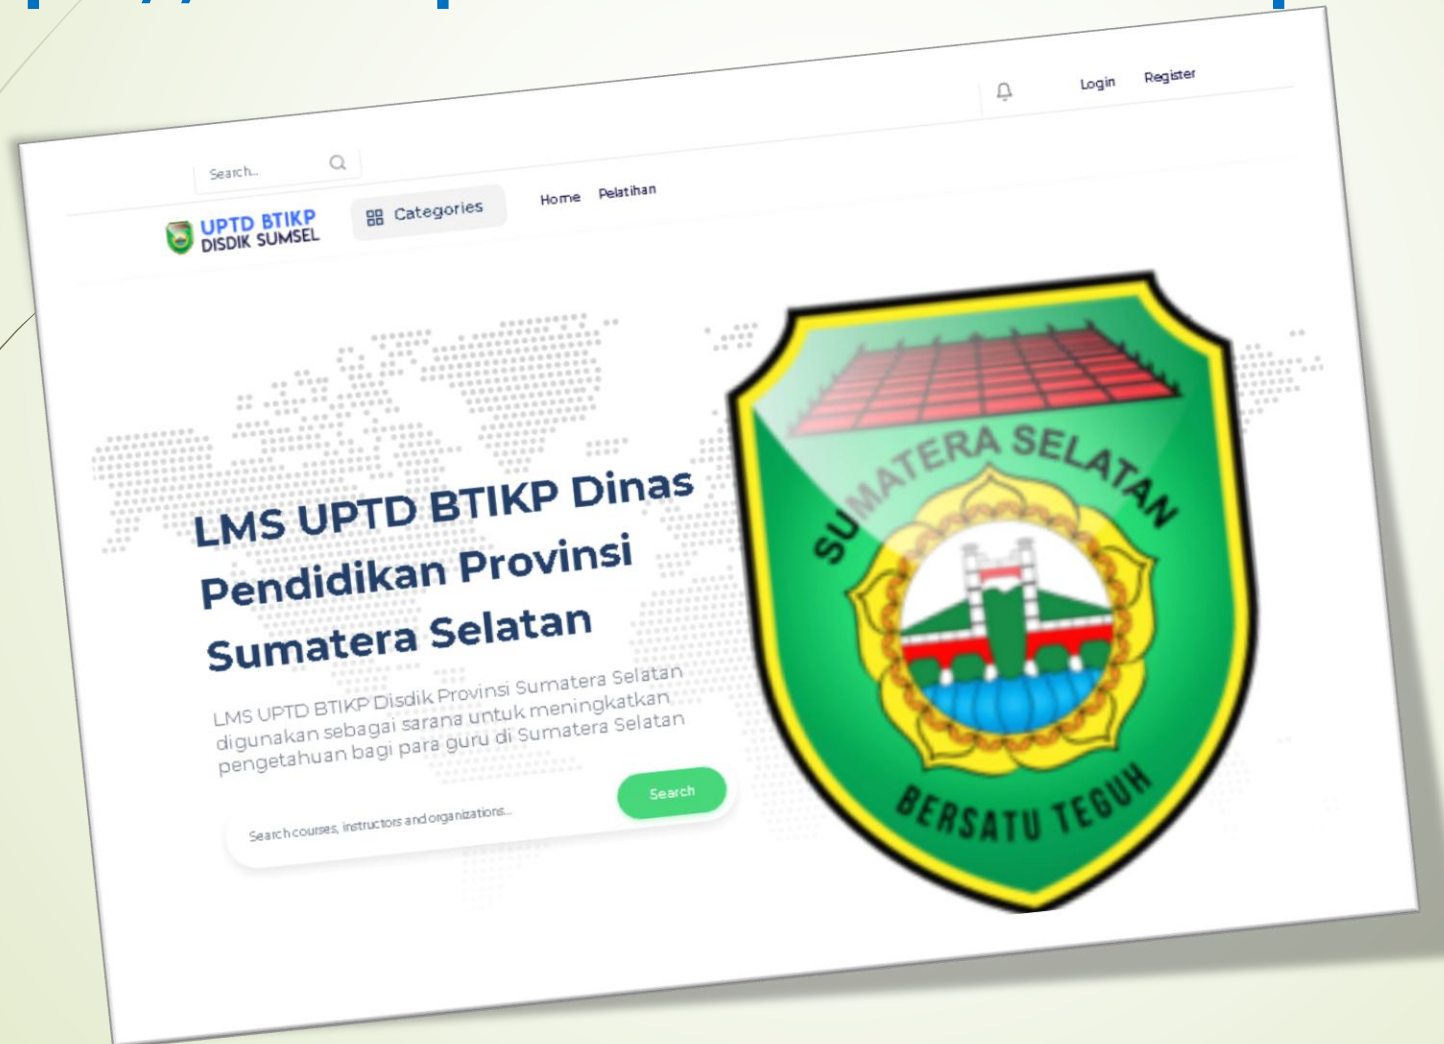 Login Register
Search...
UPTD BTIKP
DISDIK SUMSEL
Categories
Home Pelatihan
LMS UPTD BTIKP Dinas
Pendidikan Provinsi
Sumatera Selatan
LMS UPTD BTIKP Disdik Provinsi Sumatera Selatan
digunakan sebagai sarana untuk meningkatkan
pengetahuan bagi para guru di Sumatera Selatan
Search courses, instructors and organizations...
Search
SUMATERA SELATAN
BERSATU TEGUH